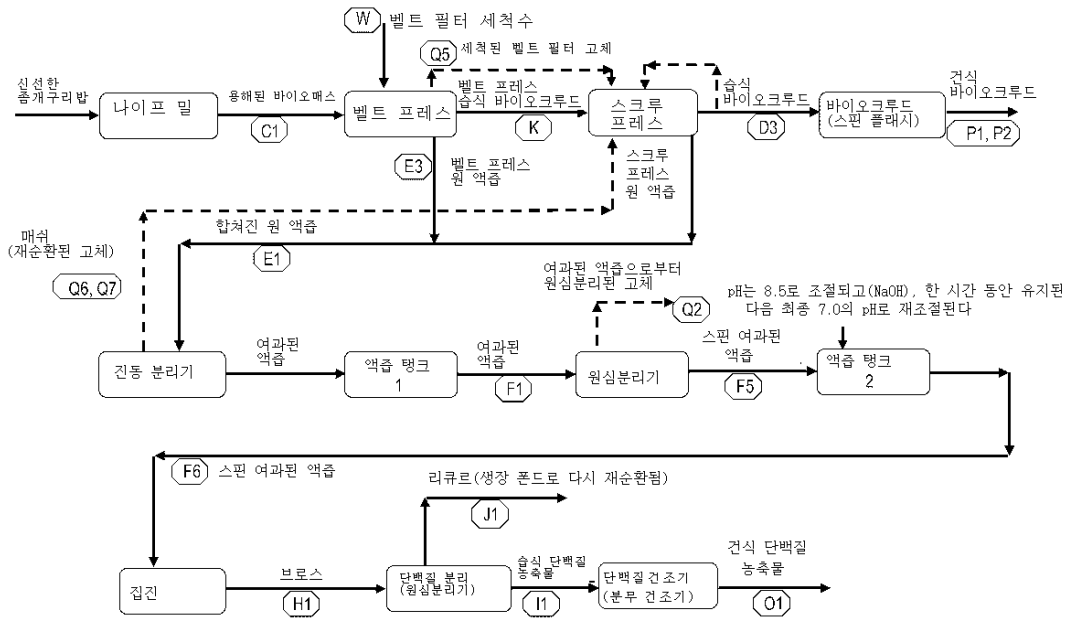 W 벨트 필터 세척수
Q5 세척된 벨트 필터 고체
신선한
좀개구리밥
나이프 밀
용해된 바이오매스
C1
벨트 프레스
벨트 프레스
습식 바이오크루드
K
스크루
프레스
습식
바이오크루드
D3
바이오크루드
(스핀 플래시)
건식
바이오크루드
P1, P2
E3
벨트 프레스
원 액즙
스크루
프레스
원 액즙
매쉬
(재순환된 고체)
Q6, Q7
합쳐진 원 액즙
E1
여과된 액즙으로부터
원심분리된 고체
Q2
pH는 8.5로 조절되고(NaOH), 한 시간 동안 유지된
다음 최종 7.0의 pH로 재조절된다
진동 분리기
여과된
액즙
액즙 탱크
1
여과된
액즙
F1
원심분리기
스핀 여과된
액즙
F5
액즙 탱크
2
F6 스핀 여과된 액즙
리큐르(생장 폰드로 다시 재순환됨)
J1
집진
브로스
H1
단백질 분리
(원심분리기)
습식 단백질
농축물
I1
단백질건조기
(분무 건조기)
건식 단백질
농축물
O1